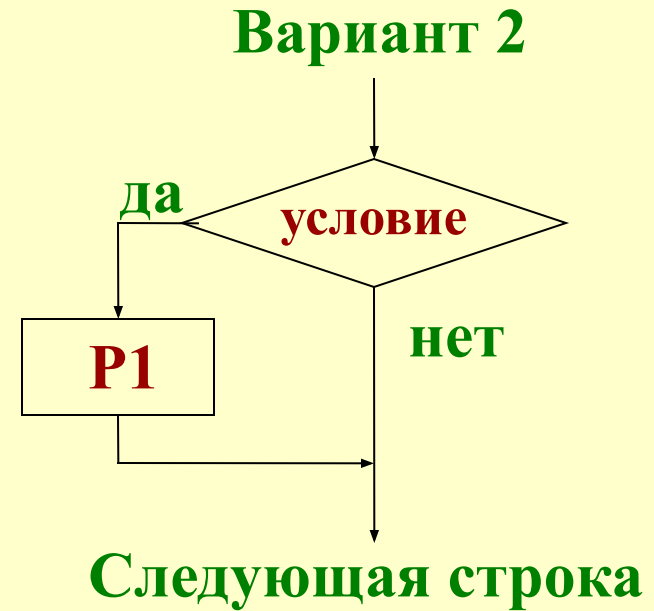 Вариант 2
да
условие
нет
P1
Следующая строка